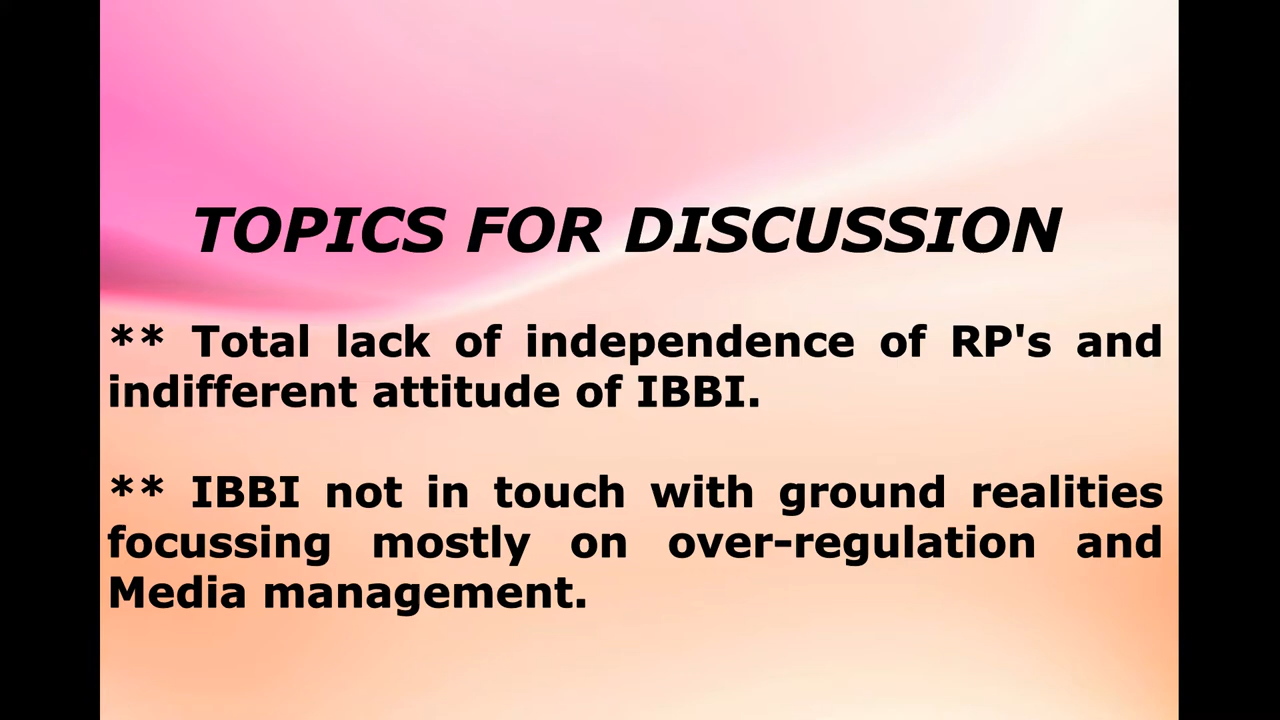 TOPICS FOR DISCUSSION
** Total lack of independence of RP's and
indifferent attitude of IBBI.
** IBBI not in touch with ground realities
focussing mostly on over-regulation and
Media management.